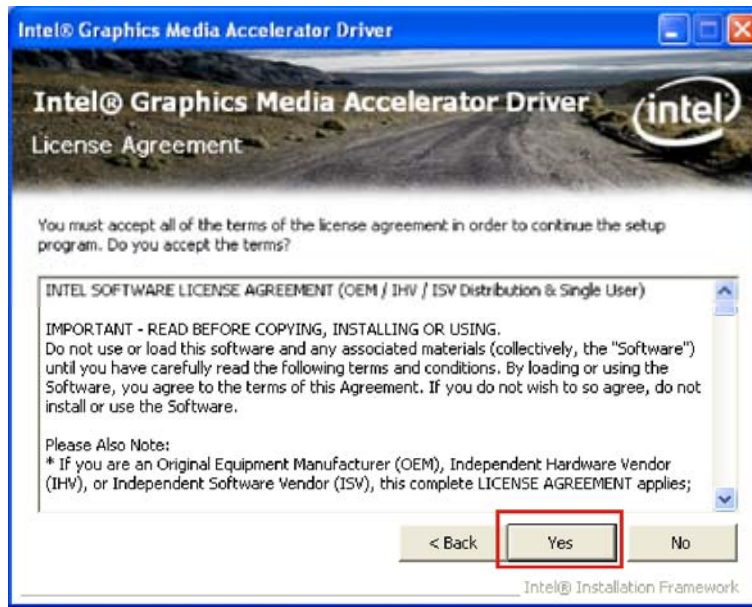 Intel® Graphics Media Accelerator Driver
Intel® Graphics Media Accelerator Driver
intel
License Agreement
You must accept all of the terms of the license agreement in order to continue the setup
program. Do you accept the terms?
INTEL SOFTWARE LICENSE AGREEMENT (OEM / IHV / ISV Distribution & Single User)
IMPORTANT - READ BEFORE COPYING, INSTALLING OR USING.
Do not use or load this software and any associated materials (collectively, the "Software")
until you have carefully read the following terms and conditions. By loading or using the
Software, you agree to the terms of this Agreement. If you do not wish to so agree, do not
install or use the Software.
Please Also Note:
* If you are an Original Equipment Manufacturer (OEM), Independent Hardware Vendor
(IHV), or Independent Software Vendor (ISV), this complete LICENSE AGREEMENT applies;
< Back Yes No
Intel® Installation Framework